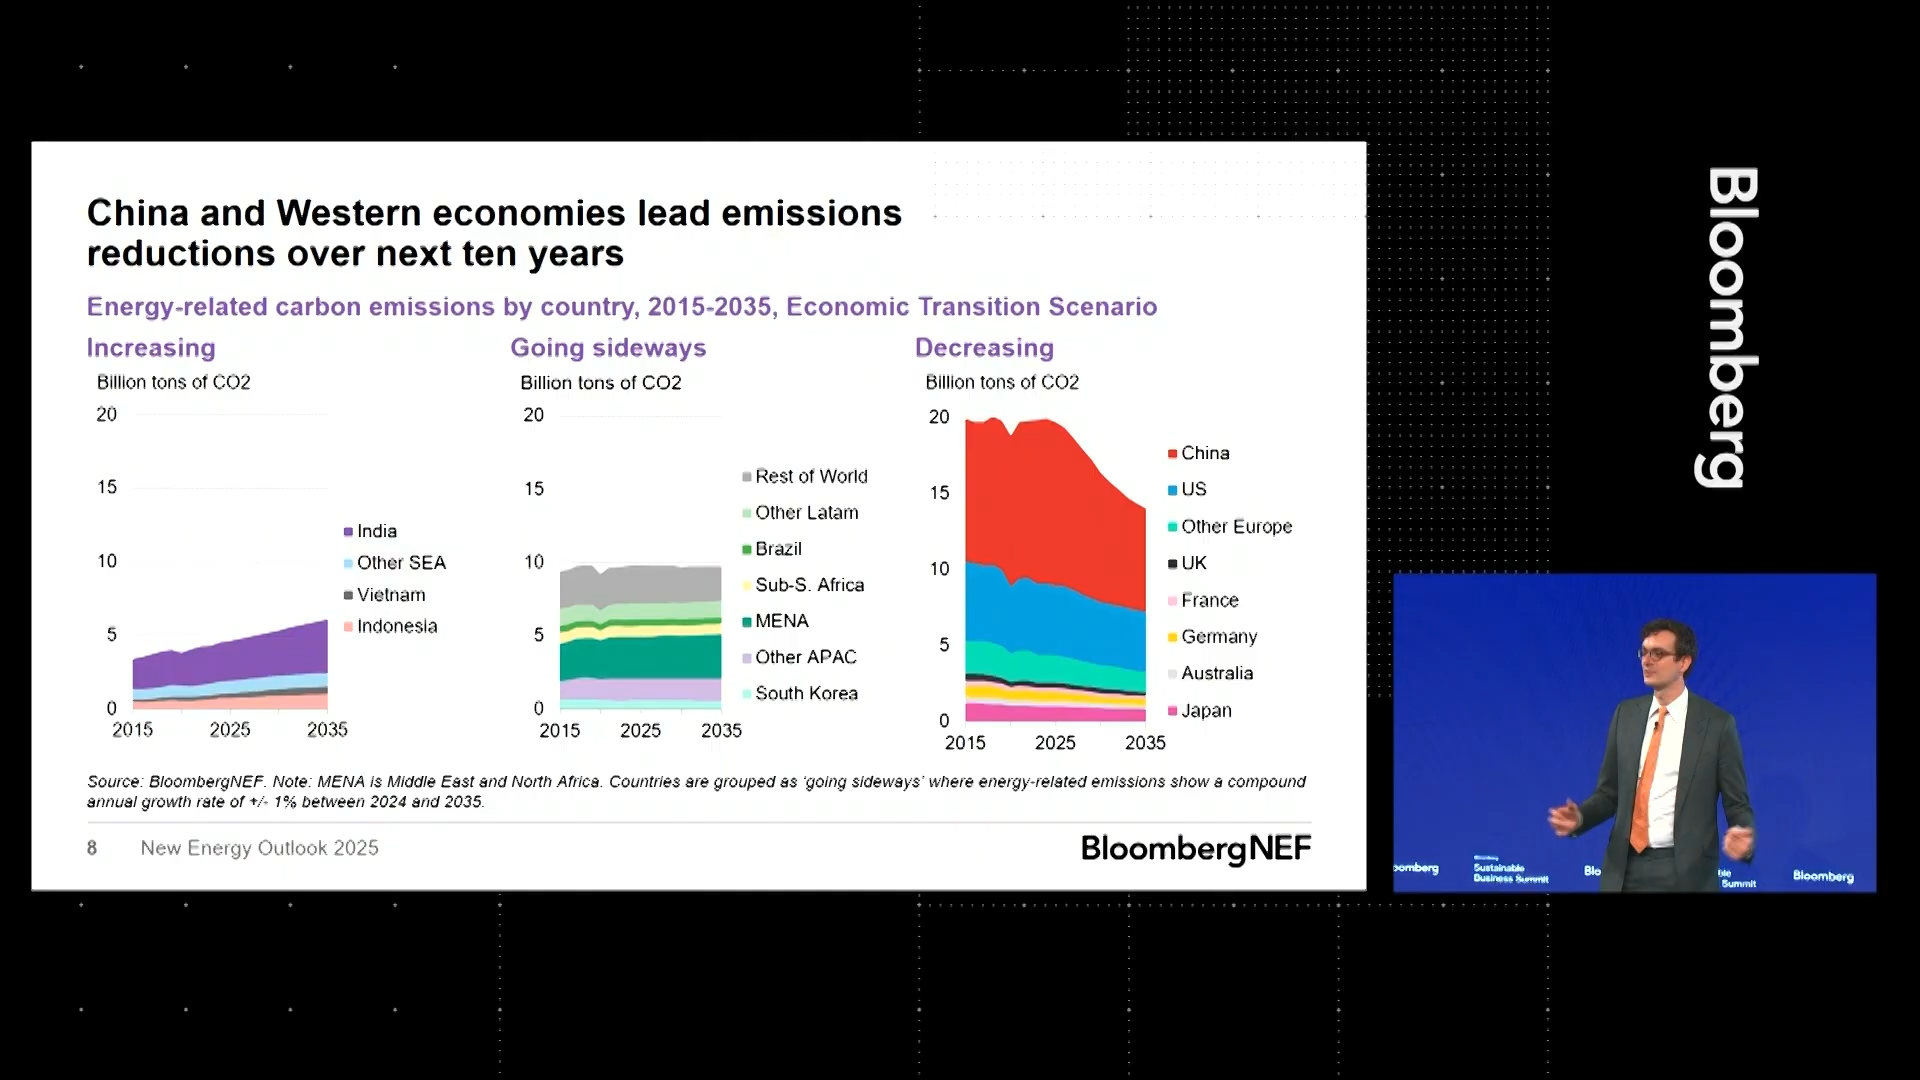 China and Western economies lead emissions
reductions over next ten years
Energy-related carbon emissions by country, 2015-2035, Economic Transition Scenario
Increasing
Billion tons of CO2
20
15
10
5
0
2015
2025
2035
India
Other SEA
Vietnam
Indonesia
Going sideways
Billion tons of CO2
20
15
10
5
0
2015
2025
2035
Rest of World
Other Latam
Brazil
Sub-S. Africa
MENA
Other APAC
South Korea
Decreasing
Billion tons of CO2
20
15
10
5
0
2015
2025
2035
China
US
Other Europe
UK
France
Germany
Australia
Japan
Source: BloombergNEF. Note: MENA is Middle East and North Africa. Countries are grouped as ‘going sideways’ where energy-related emissions show a compound
annual growth rate of +/- 1% between 2024 and 2035.
8
New Energy Outlook 2025
BloombergNEF
Bloomberg
oomberg
Bloomberg
Sustainable
Business Summit
Blo
ble
Summit
Bloomberg